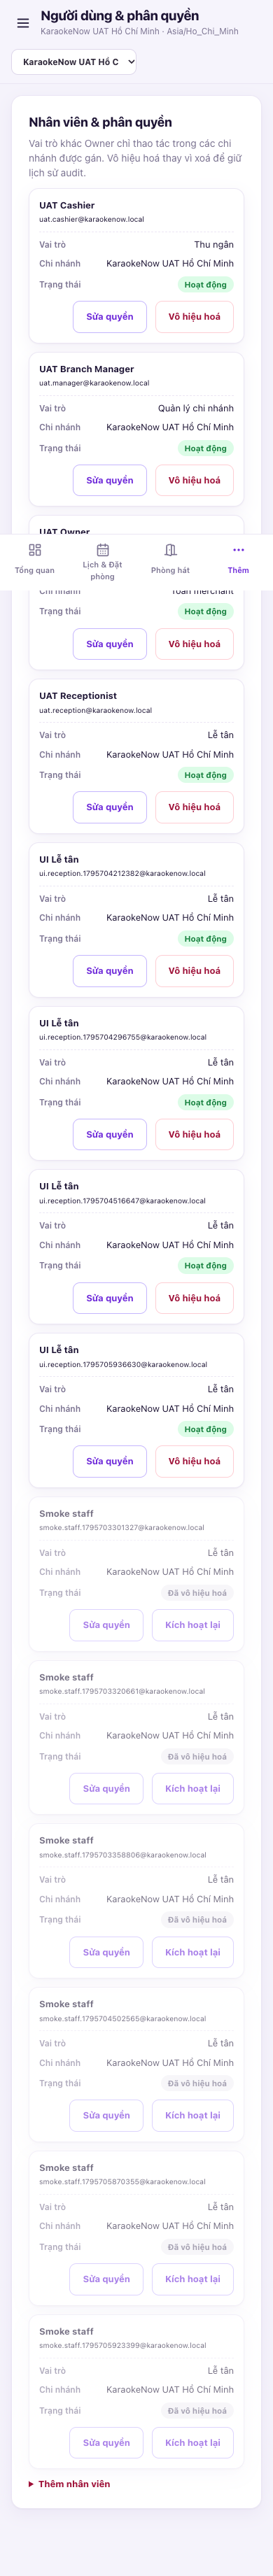 Người dùng & phân quyền
KaraokeNow UAT Hồ Chí Minh · Asia/Ho_Chi_Minh
KaraokeNow UAT Hồ C
Nhân viên & phân quyền
Vai trò khác Owner chỉ thao tác trong các chi
nhánh được gán. Vô hiệu hoá thay vì xoá để giữ
lịch sử audit.
UAT Cashier
uat.cashier@karaokenow.local
Vai trò Thu ngân
Chi nhánh KaraokeNow UAT Hồ Chí Minh
Trạng thái Hoạt động
Sửa quyền Vô hiệu hoá
UAT Branch Manager
uat.manager@karaokenow.local
Vai trò Quản lý chi nhánh
Chi nhánh KaraokeNow UAT Hồ Chí Minh
Trạng thái Hoạt động
Sửa quyền Vô hiệu hoá
UAT Owner
Tổng quan Lịch & Đặt phòng Phòng hát Thêm
Chi nhánh Toàn merchant
Trạng thái Hoạt động
Sửa quyền Vô hiệu hoá
UAT Receptionist
uat.reception@karaokenow.local
Vai trò Lễ tân
Chi nhánh KaraokeNow UAT Hồ Chí Minh
Trạng thái Hoạt động
Sửa quyền Vô hiệu hoá
UI Lễ tân
ui.reception.1795704212382@karaokenow.local
Vai trò Lễ tân
Chi nhánh KaraokeNow UAT Hồ Chí Minh
Trạng thái Hoạt động
Sửa quyền Vô hiệu hoá
UI Lễ tân
ui.reception.1795704296755@karaokenow.local
Vai trò Lễ tân
Chi nhánh KaraokeNow UAT Hồ Chí Minh
Trạng thái Hoạt động
Sửa quyền Vô hiệu hoá
UI Lễ tân
ui.reception.1795704516647@karaokenow.local
Vai trò Lễ tân
Chi nhánh KaraokeNow UAT Hồ Chí Minh
Trạng thái Hoạt động
Sửa quyền Vô hiệu hoá
UI Lễ tân
ui.reception.1795705936630@karaokenow.local
Vai trò Lễ tân
Chi nhánh KaraokeNow UAT Hồ Chí Minh
Trạng thái Hoạt động
Sửa quyền Vô hiệu hoá
Smoke staff
smoke.staff.1795703301327@karaokenow.local
Vai trò Lễ tân
Chi nhánh KaraokeNow UAT Hồ Chí Minh
Trạng thái Đã vô hiệu hoá
Sửa quyền Kích hoạt lại
Smoke staff
smoke.staff.1795703320661@karaokenow.local
Vai trò Lễ tân
Chi nhánh KaraokeNow UAT Hồ Chí Minh
Trạng thái Đã vô hiệu hoá
Sửa quyền Kích hoạt lại
Smoke staff
smoke.staff.1795703358806@karaokenow.local
Vai trò Lễ tân
Chi nhánh KaraokeNow UAT Hồ Chí Minh
Trạng thái Đã vô hiệu hoá
Sửa quyền Kích hoạt lại
Smoke staff
smoke.staff.1795704502565@karaokenow.local
Vai trò Lễ tân
Chi nhánh KaraokeNow UAT Hồ Chí Minh
Trạng thái Đã vô hiệu hoá
Sửa quyền Kích hoạt lại
Smoke staff
smoke.staff.1795705870355@karaokenow.local
Vai trò Lễ tân
Chi nhánh KaraokeNow UAT Hồ Chí Minh
Trạng thái Đã vô hiệu hoá
Sửa quyền Kích hoạt lại
Smoke staff
smoke.staff.1795705923399@karaokenow.local
Vai trò Lễ tân
Chi nhánh KaraokeNow UAT Hồ Chí Minh
Trạng thái Đã vô hiệu hoá
Sửa quyền Kích hoạt lại
Thêm nhân viên